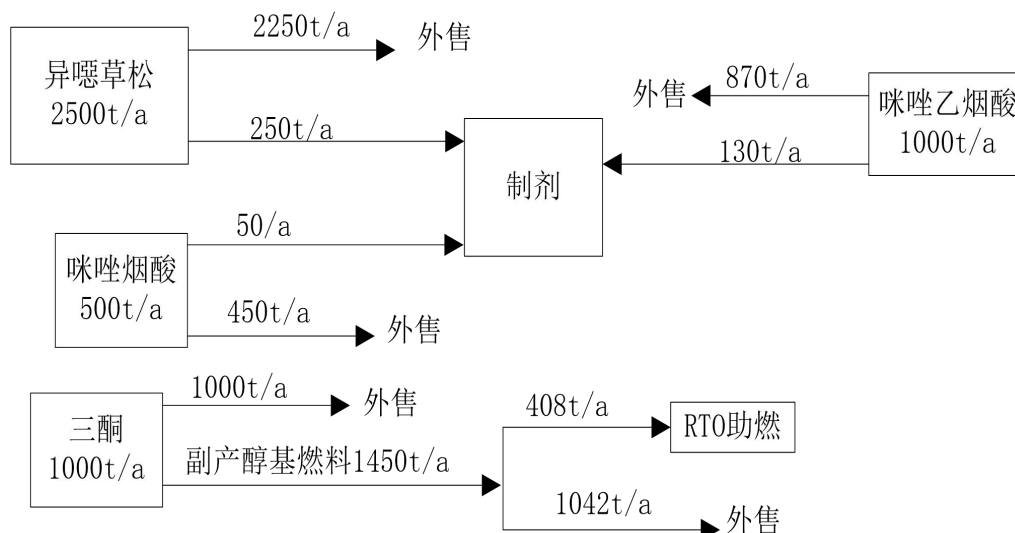 2250t/a
外售
异噁草松
2500t/a
250t/a
870t/a
外售
咪唑乙烟酸
1000t/a
130t/a
制剂
50/a
咪唑烟酸
500t/a
450t/a
外售
1000t/a
外售
三酮
1000t/a
副产醇基燃料1450t/a
408t/a
RTO助燃
1042t/a
外售